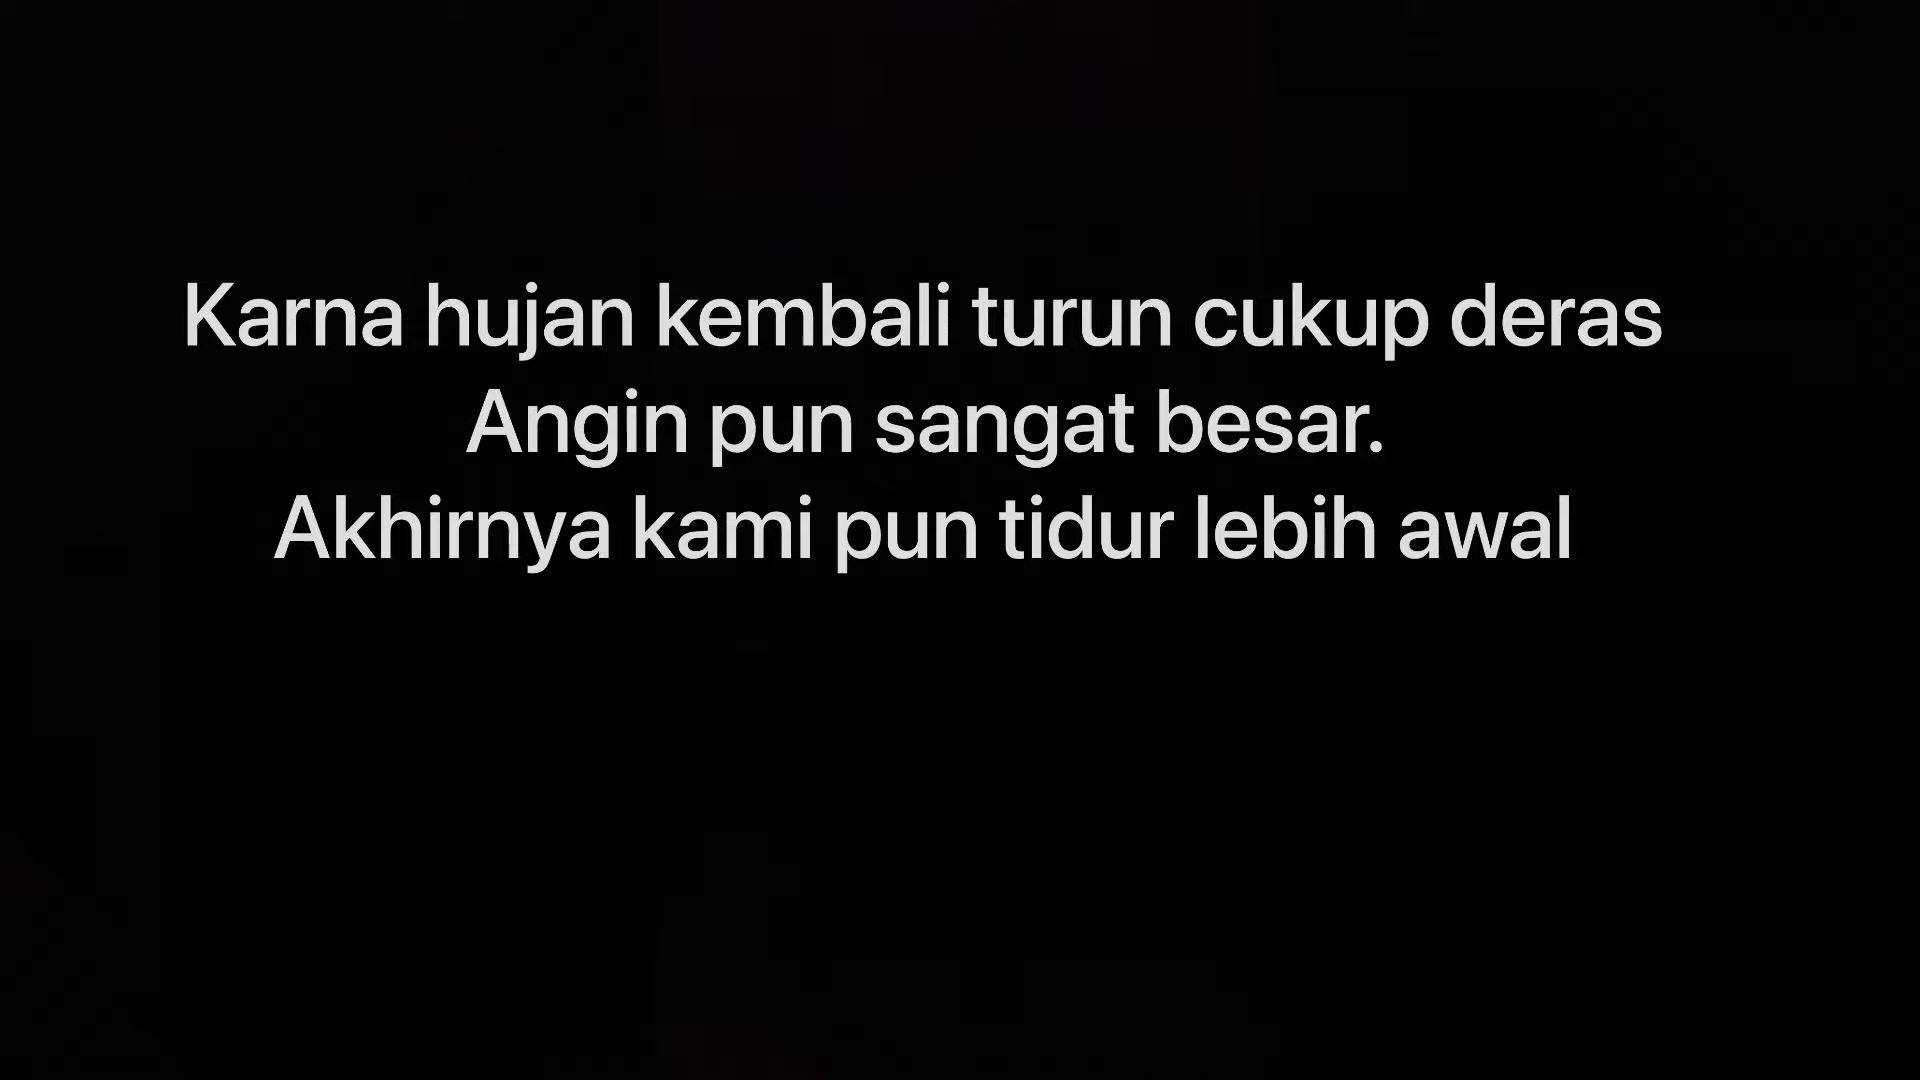 Karna hujan kembali turun cukup deras
Angin pun sangat besar.
Akhirnya kami pun tidur lebih awal